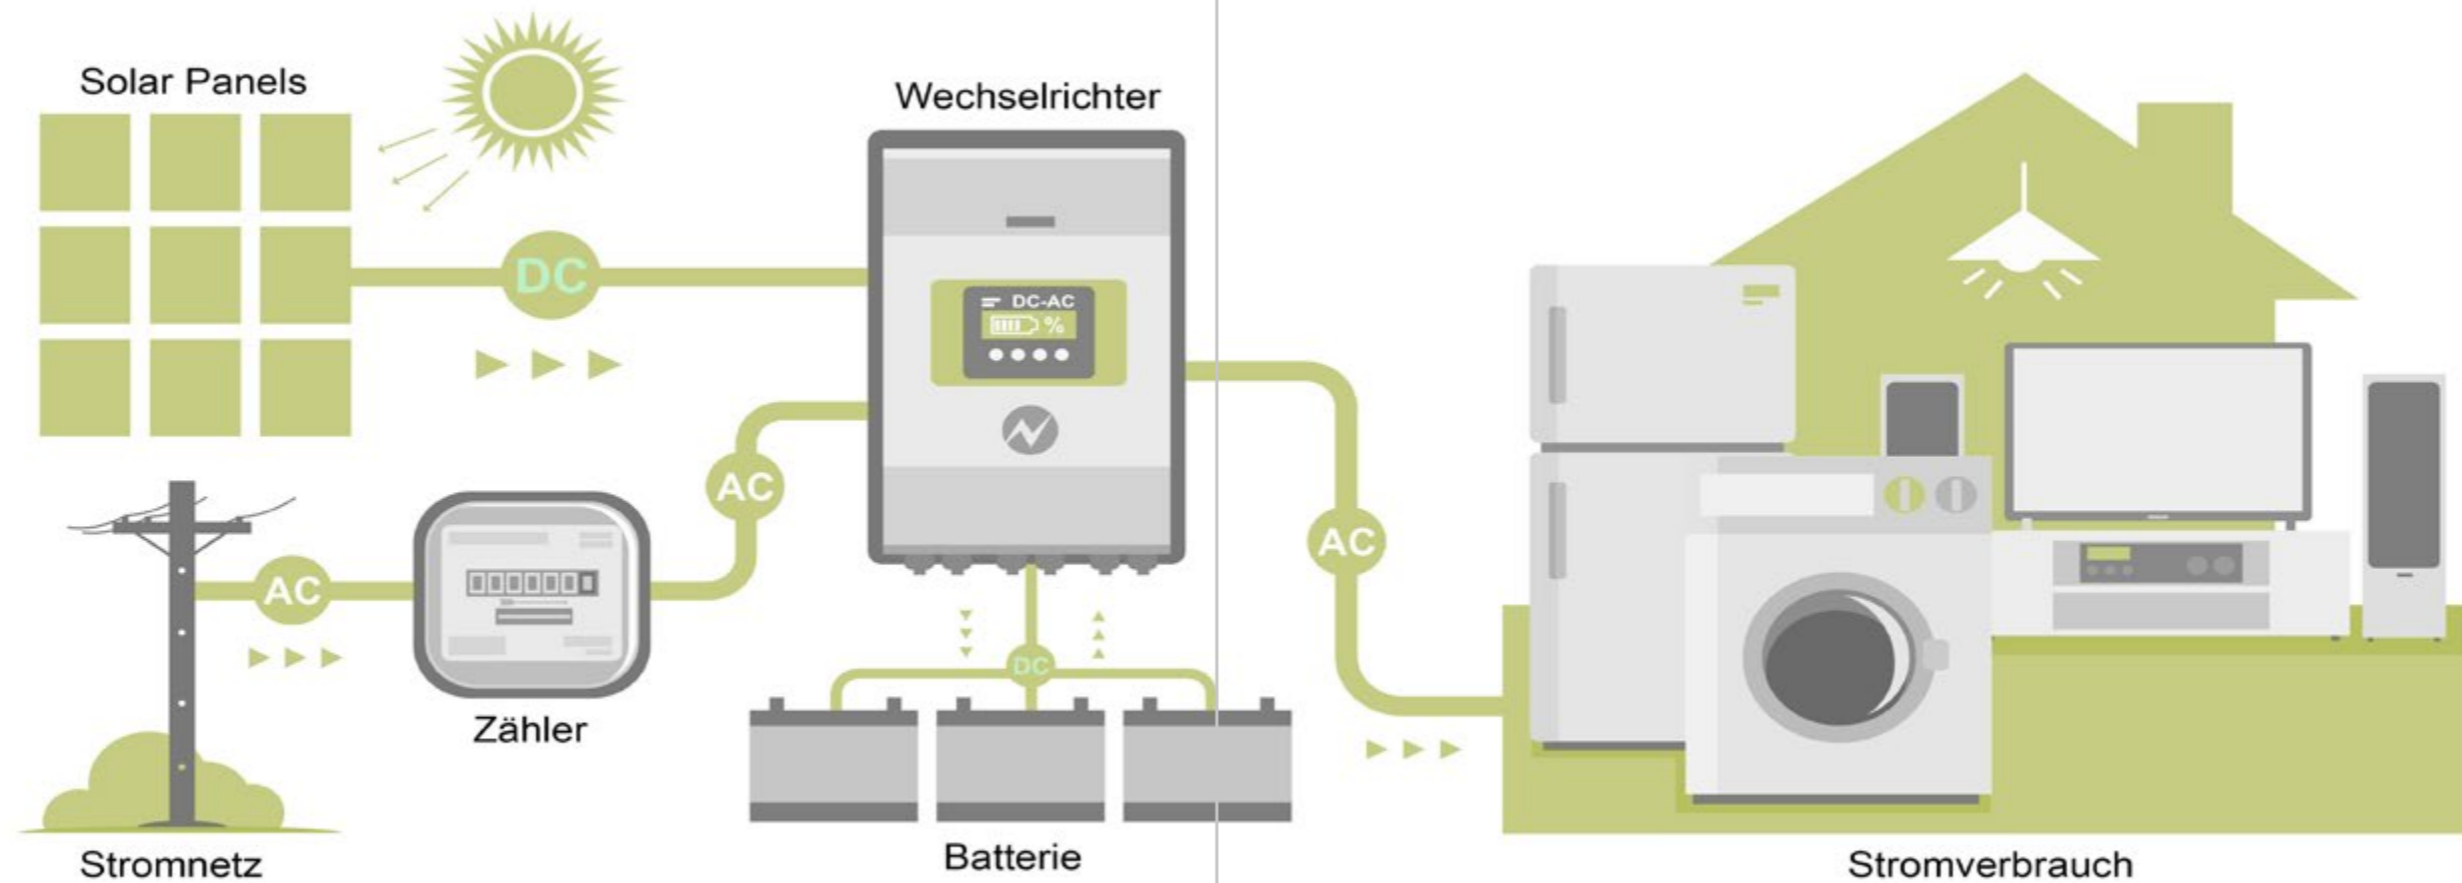 Solar Panels
Wechselrichter
DC
DC-AC
%
AC
AC
AC
DC
Zähler
Stromnetz
Batterie
Stromverbrauch